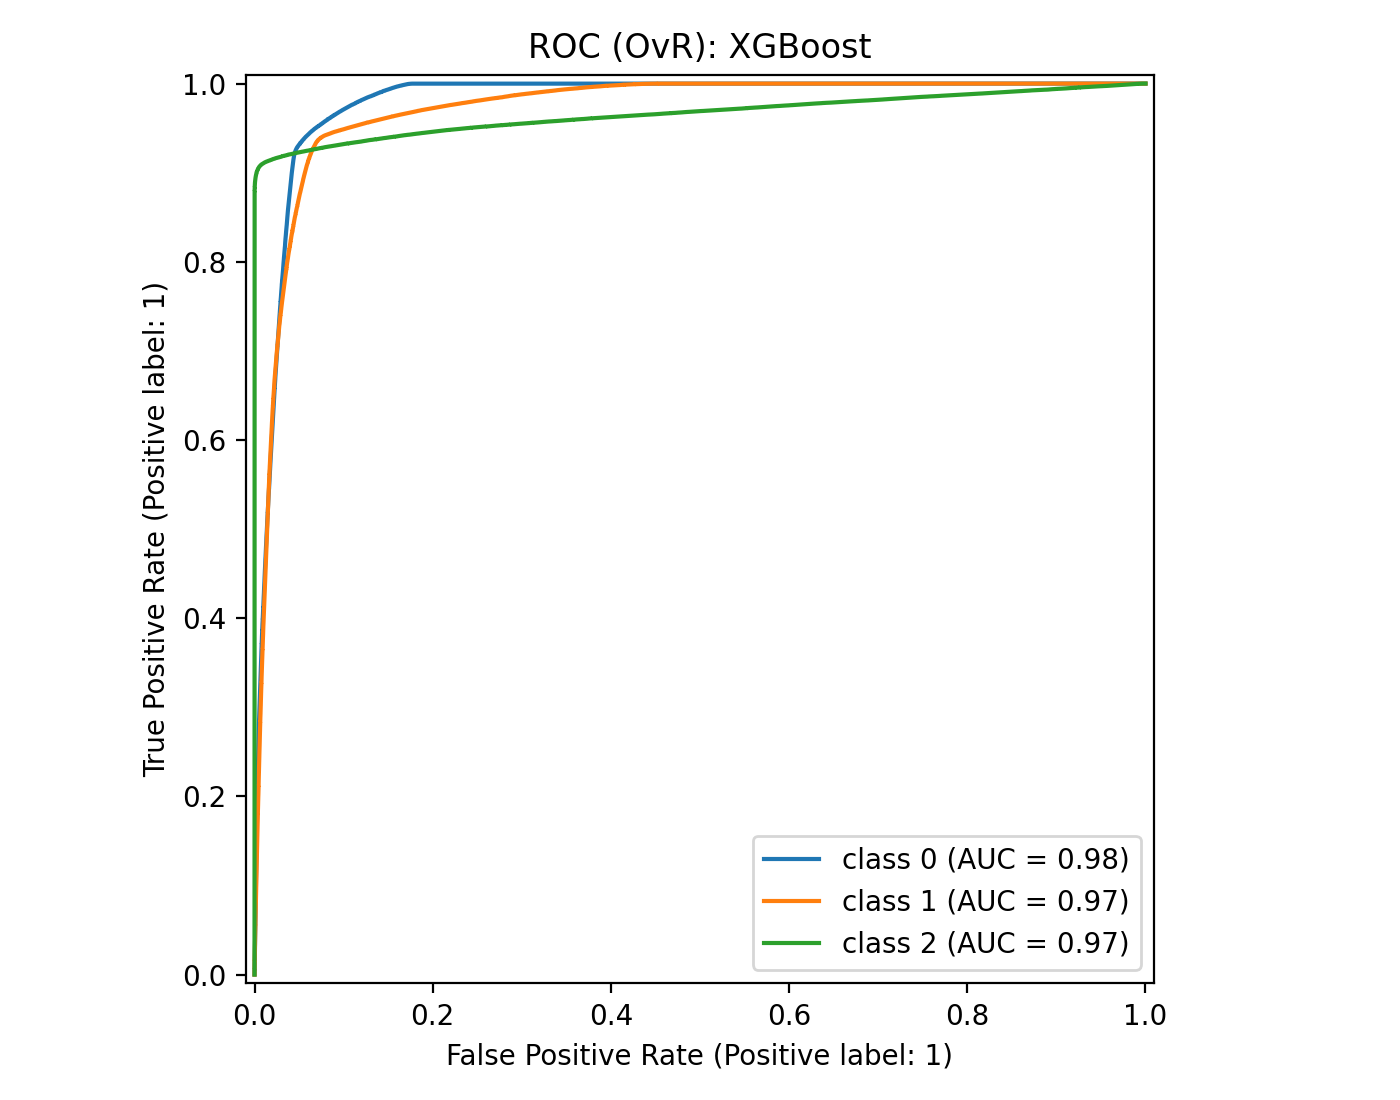 ROC (OvR): XGBoost
True Positive Rate (Positive label: 1)
1.0
0.8
0.6
0.4
0.2
0.0
class 0 (AUC = 0.98)
class 1 (AUC = 0.97)
class 2 (AUC = 0.97)
0.0 0.2 0.4 0.6 0.8 1.0
False Positive Rate (Positive label: 1)